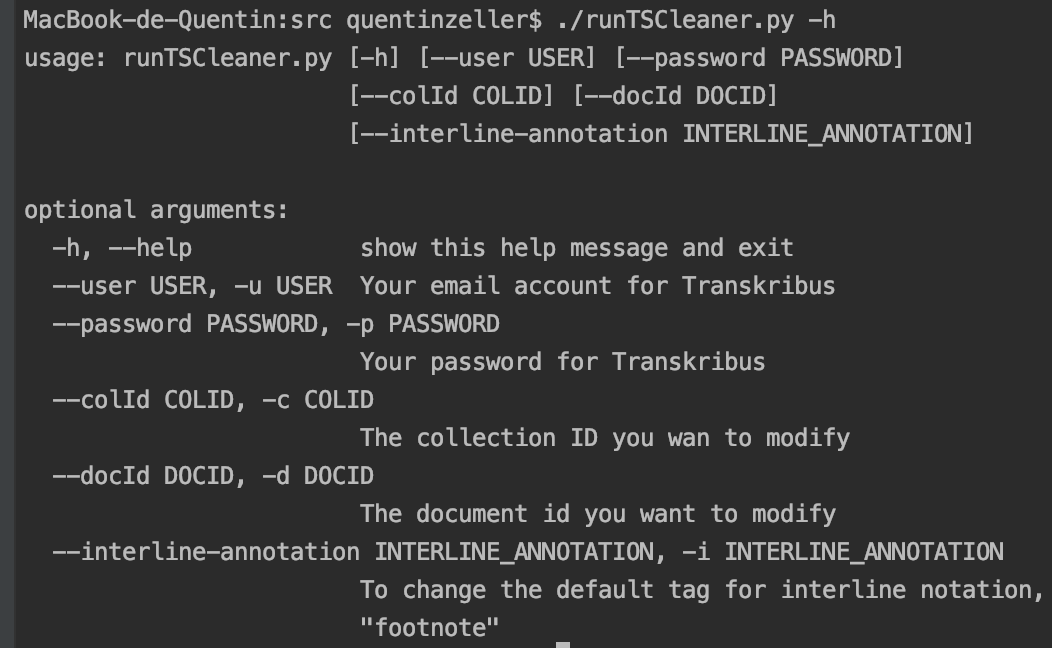 MacBook-de-Quentin:src quentinzeller$ ./runTSCleaner.py -h
usage: runTSCleaner.py [-h] [--user USER] [--password PASSWORD]
                       [--colId COLID] [--docId DOCID]
                       [--interline-annotation INTERLINE_ANNOTATION]

optional arguments:
  -h, --help            show this help message and exit
  --user USER, -u USER  Your email account for Transkribus
  --password PASSWORD, -p PASSWORD
                        Your password for Transkribus
  --colId COLID, -c COLID
                        The collection ID you wan to modify
  --docId DOCID, -d DOCID
                        The document id you want to modify
  --interline-annotation INTERLINE_ANNOTATION, -i INTERLINE_ANNOTATION
                        To change the default tag for interline notation,
                        "footnote"